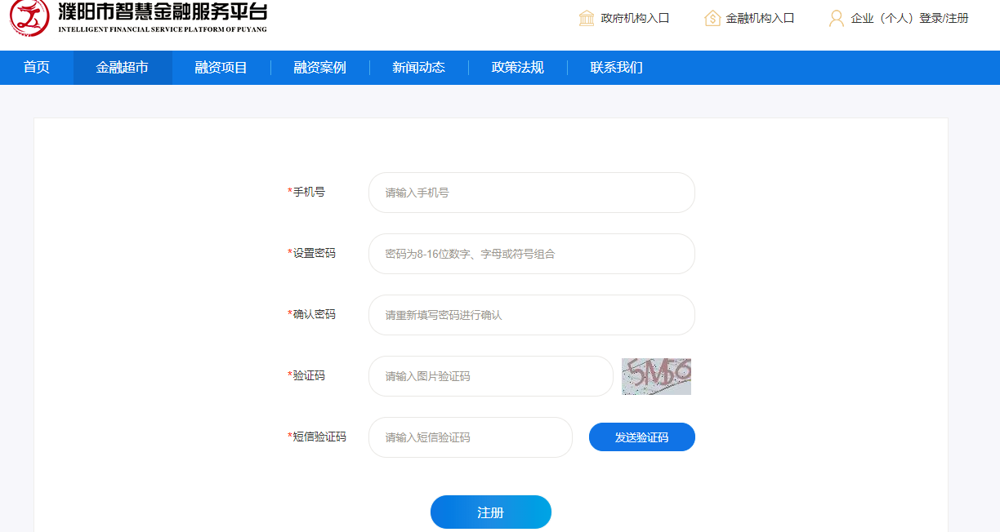 濮阳市智慧金融服务平台
INTELLIGENT FINANCIAL SERVICE PLATFORM OF PUYANG
政府机构入口 金融机构入口 企业（个人）登录/注册
首页 金融超市 融资项目 融资案例 新闻动态 政策法规 联系我们
*手机号 请输入手机号
*设置密码 密码为8-16位数字、字母或符号组合
*确认密码 请重新填写密码进行确认
*验证码 请输入图片验证码 5M56
*短信验证码 请输入短信验证码 发送验证码
注册